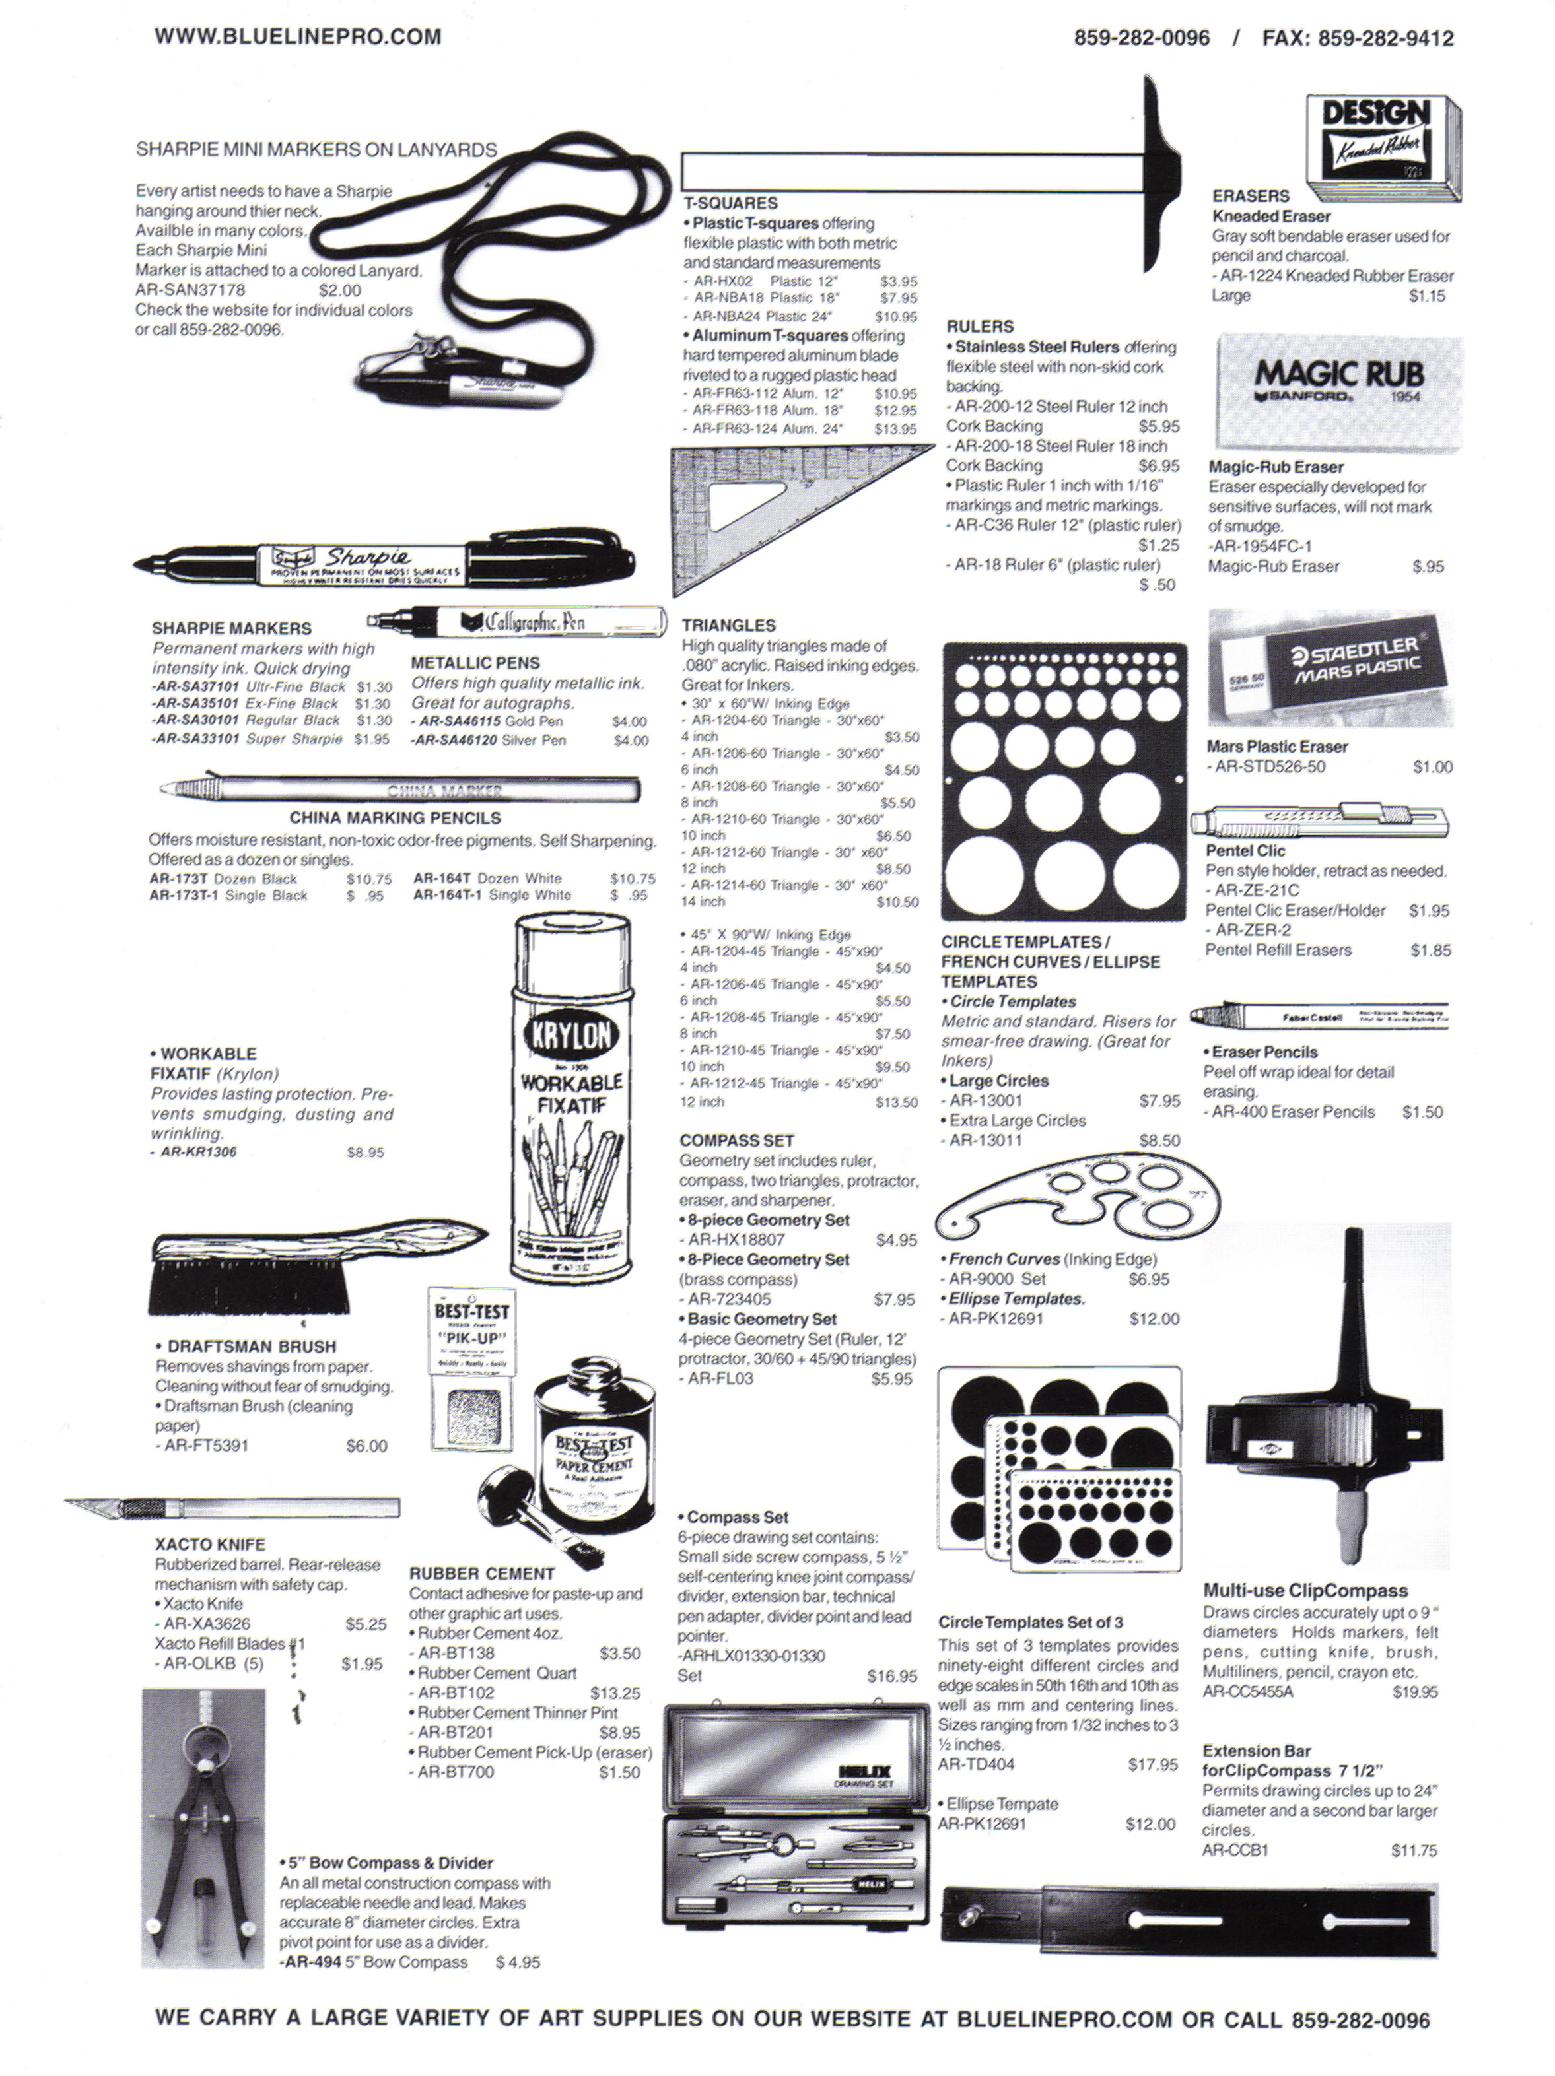 WWW.BLUELINEPRO.COM
859-282-0096 / FAX: 859-282-9412
SHARPIE MINI MARKERS ON LANYARDS
Every artist needs to have a Sharpie
hanging around thier neck.
Availble in many colors.
Each Sharpie Mini
Marker is attached to a colored Lanyard.
AR-SAN37178 $2.00
Check the website for individual colors
or call 859-282-0096.
Sharpie
PROVEN PERMANENT ON MOST SURFACES
Calligraphic Pen
SHARPIE MARKERS
Permanent markers with high
intensity ink. Quick drying
-AR-SA37101 Ultr-Fine Black $1.30
-AR-SA35101 Ex-Fine Black $1.30
-AR-SA30101 Regular Black $1.30
-AR-SA33101 Super Sharpie $1.95
METALLIC PENS
Offers high quality metallic ink.
Great for autographs.
- AR-SA46115 Gold Pen $4.00
-AR-SA46120 Silver Pen $4.00
CHINA MARKER
CHINA MARKING PENCILS
Offers moisture resistant, non-toxic odor-free pigments. Self Sharpening.
Offered as a dozen or singles.
AR-173T Dozen Black $10.75 AR-164T Dozen White $10.75
AR-173T-1 Single Black $ .95 AR-164T-1 Single White $ .95
KRYLON
WORKABLE
FIXATIF
• WORKABLE
FIXATIF (Krylon)
Provides lasting protection. Pre-
vents smudging, dusting and
wrinkling.
- AR-KR1306 $8.95
• DRAFTSMAN BRUSH
Removes shavings from paper.
Cleaning without fear of smudging.
• Draftsman Brush (cleaning
paper)
- AR-FT5391 $6.00
BEST-TEST
"PIK-UP"
BEST-TEST
PAPER CEMENT
XACTO KNIFE
Rubberized barrel. Rear-release
mechanism with safety cap.
• Xacto Knife
- AR-XA3626 $5.25
Xacto Refill Blades #1
- AR-OLKB (5) $1.95
RUBBER CEMENT
Contact adhesive for paste-up and
other graphic art uses.
• Rubber Cement 4oz.
- AR-BT138 $3.50
• Rubber Cement Quart
- AR-BT102 $13.25
• Rubber Cement Thinner Pint
- AR-BT201 $8.95
• Rubber Cement Pick-Up (eraser)
- AR-BT700 $1.50
• 5" Bow Compass & Divider
An all metal construction compass with
replaceable needle and lead. Makes
accurate 8" diameter circles. Extra
pivot point for use as a divider.
-AR-494 5" Bow Compass $ 4.95
T-SQUARES
• Plastic T-squares offering
flexible plastic with both metric
and standard measurements
- AR-HX02 Plastic 12" $3.95
- AR-NBA18 Plastic 18" $7.95
- AR-NBA24 Plastic 24" $10.95
• Aluminum T-squares offering
hard tempered aluminum blade
riveted to a rugged plastic head
- AR-FR63-112 Alum. 12" $10.95
- AR-FR63-118 Alum. 18" $12.95
- AR-FR63-124 Alum. 24" $13.95
TRIANGLES
High quality triangles made of
.080" acrylic. Raised inking edges.
Great for Inkers.
• 30° x 60°W/ Inking Edge
- AR-1204-60 Triangle - 30°x60°
4 inch $3.50
- AR-1206-60 Triangle - 30°x60°
6 inch $4.50
- AR-1208-60 Triangle - 30°x60°
8 inch $5.50
- AR-1210-60 Triangle - 30°x60°
10 inch $6.50
- AR-1212-60 Triangle - 30° x60°
12 inch $8.50
- AR-1214-60 Triangle - 30° x60°
14 inch $10.50
• 45° X 90°W/ Inking Edge
- AR-1204-45 Triangle - 45°x90°
4 inch $4.50
- AR-1206-45 Triangle - 45°x90°
6 inch $5.50
- AR-1208-45 Triangle - 45°x90°
8 inch $7.50
- AR-1210-45 Triangle - 45°x90°
10 inch $9.50
- AR-1212-45 Triangle - 45°x90°
12 inch $13.50
COMPASS SET
Geometry set includes ruler,
compass, two triangles, protractor,
eraser, and sharpener.
• 8-piece Geometry Set
- AR-HX18807 $4.95
• 8-Piece Geometry Set
(brass compass)
- AR-723405 $7.95
• Basic Geometry Set
4-piece Geometry Set (Ruler, 12'
protractor, 30/60 + 45/90 triangles)
- AR-FL03 $5.95
• Compass Set
6-piece drawing set contains:
Small side screw compass, 5 ½"
self-centering knee joint compass/
divider, extension bar, technical
pen adapter, divider point and lead
pointer.
-ARHLX01330-01330
Set $16.95
HELIX
DRAWING SET
HELIX
RULERS
• Stainless Steel Rulers offering
flexible steel with non-skid cork
backing.
- AR-200-12 Steel Ruler 12 inch
Cork Backing $5.95
- AR-200-18 Steel Ruler 18 inch
Cork Backing $6.95
• Plastic Ruler 1 inch with 1/16"
markings and metric markings.
- AR-C36 Ruler 12" (plastic ruler)
$1.25
- AR-18 Ruler 6" (plastic ruler)
$ .50
CIRCLE TEMPLATES /
FRENCH CURVES / ELLIPSE
TEMPLATES
• Circle Templates
Metric and standard. Risers for
smear-free drawing. (Great for
Inkers)
• Large Circles
- AR-13001 $7.95
• Extra Large Circles
- AR-13011 $8.50
• French Curves (Inking Edge)
- AR-9000 Set $6.95
• Ellipse Templates.
- AR-PK12691 $12.00
Circle Templates Set of 3
This set of 3 templates provides
ninety-eight different circles and
edge scales in 50th 16th and 10th as
well as mm and centering lines.
Sizes ranging from 1/32 inches to 3
½ inches.
AR-TD404 $17.95
• Ellipse Tempate
AR-PK12691 $12.00
DESIGN
Kneaded Rubber
1224
ERASERS
Kneaded Eraser
Gray soft bendable eraser used for
pencil and charcoal.
- AR-1224 Kneaded Rubber Eraser
Large $1.15
MAGIC RUB
SANFORD® 1954
Magic-Rub Eraser
Eraser especially developed for
sensitive surfaces, will not mark
of smudge.
-AR-1954FC-1
Magic-Rub Eraser $.95
STAEDTLER
MARS PLASTIC
526 50
GERMANY
Mars Plastic Eraser
- AR-STD526-50 $1.00
Pentel Clic
Pen style holder, retract as needed.
- AR-ZE-21C
Pentel Clic Eraser/Holder $1.95
- AR-ZER-2
Pentel Refill Erasers $1.85
Faber Castell
• Eraser Pencils
Peel off wrap ideal for detail
erasing.
- AR-400 Eraser Pencils $1.50
Multi-use ClipCompass
Draws circles accurately upt o 9 "
diameters Holds markers, felt
pens, cutting knife, brush,
Multiliners, pencil, crayon etc.
AR-CC5455A $19.95
Extension Bar
forClipCompass 7 1/2"
Permits drawing circles up to 24"
diameter and a second bar larger
circles.
AR-CCB1 $11.75
WE CARRY A LARGE VARIETY OF ART SUPPLIES ON OUR WEBSITE AT BLUELINEPRO.COM OR CALL 859-282-0096